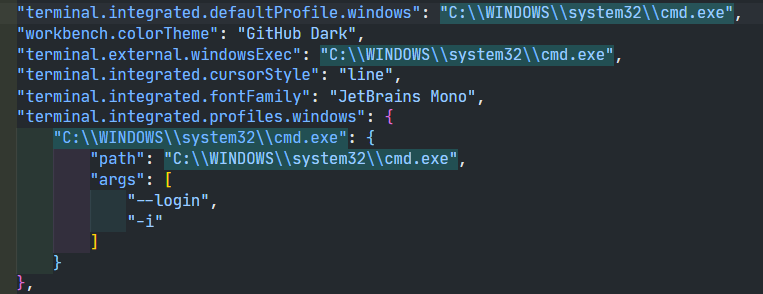 "terminal.integrated.defaultProfile.windows": "C:\\WINDOWS\\system32\\cmd.exe",
"workbench.colorTheme": "GitHub Dark",
"terminal.external.windowsExec": "C:\\WINDOWS\\system32\\cmd.exe",
"terminal.integrated.cursorStyle": "line",
"terminal.integrated.fontFamily": "JetBrains Mono",
"terminal.integrated.profiles.windows": {
"C:\\WINDOWS\\system32\\cmd.exe": {
"path": "C:\\WINDOWS\\system32\\cmd.exe",
"args": [
"--login",
"-i"
]
}
},